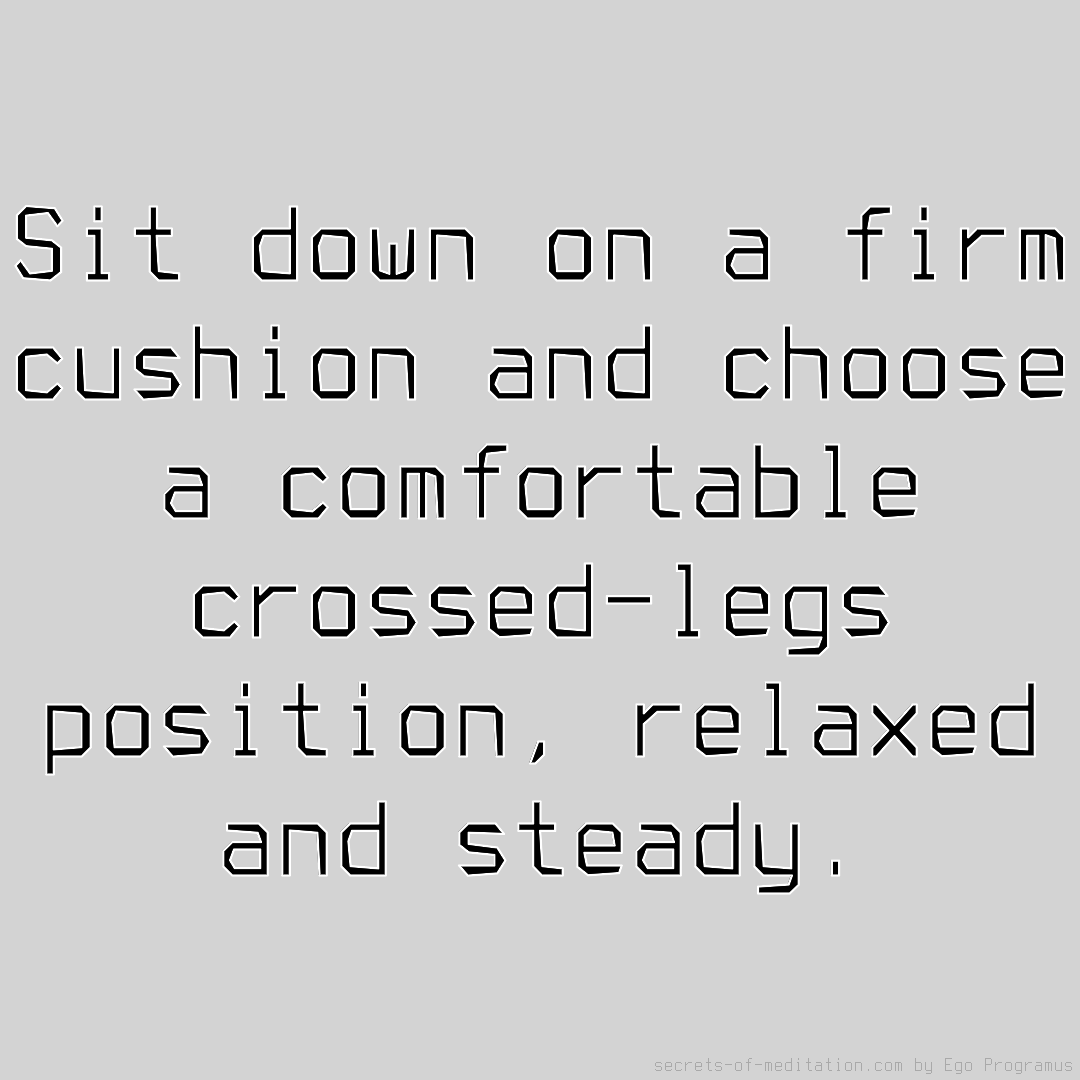 Sit down on a firm
cushion and choose
a comfortable
crossed-legs
position, relaxed
and steady.
secrets-of-meditation.com by Ego Programus